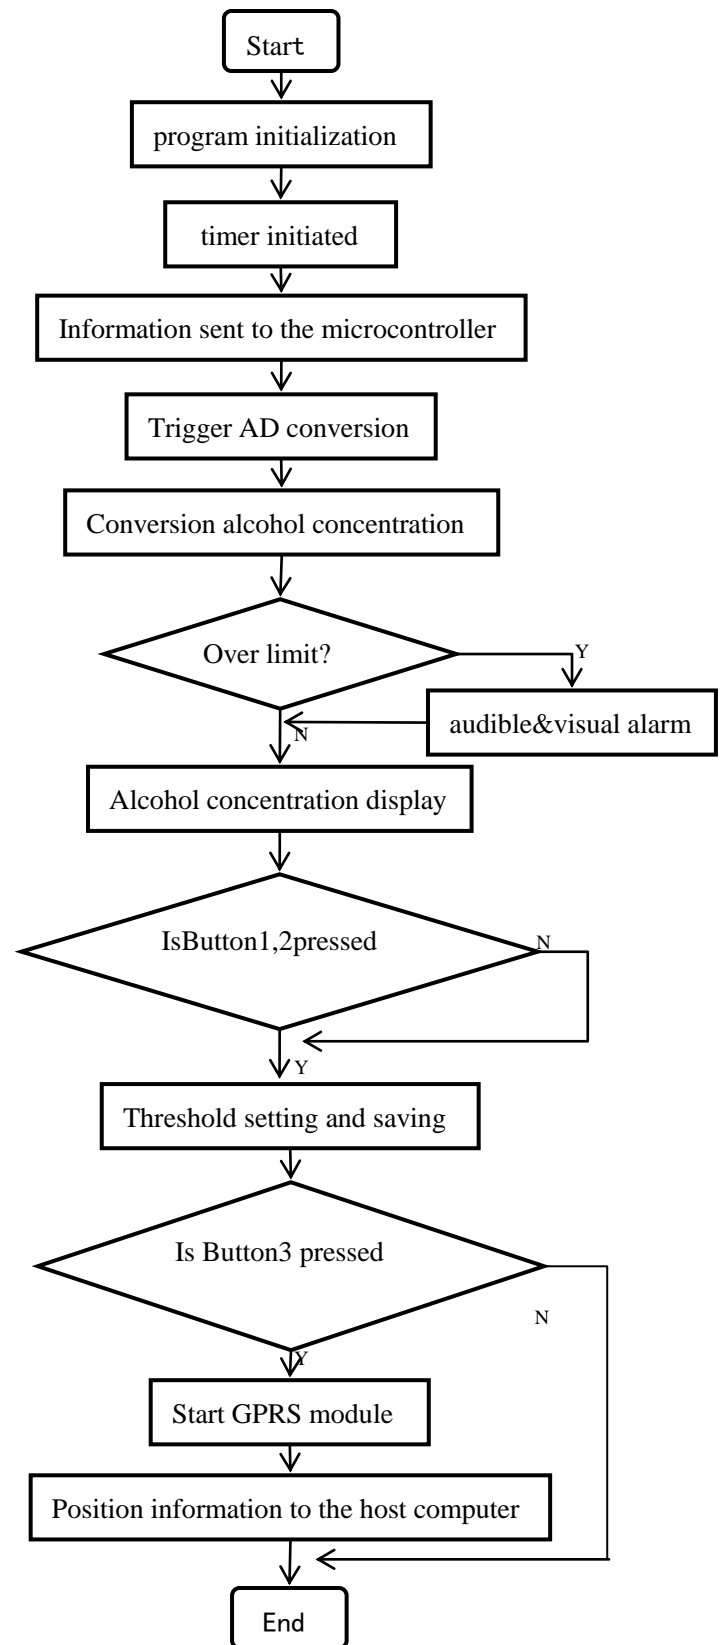 Start
program initialization
timer initiated
Information sent to the microcontroller
Trigger AD conversion
Conversion alcohol concentration
Over limit?
Y
audible&visual alarm
N
Alcohol concentration display
IsButton1,2pressed
N
Y
Threshold setting and saving
Is Button3 pressed
N
Y
Start GPRS module
Position information to the host computer
End